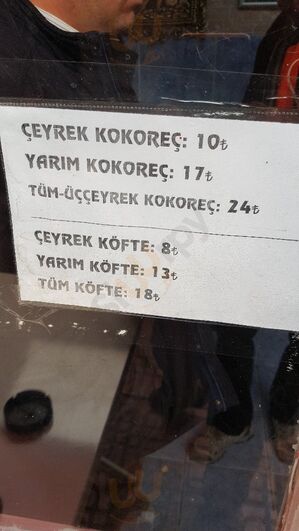 ÇEYREK KOKOREÇ: 10₺
YARIM KOKOREÇ: 17₺
TÜM-ÜÇÇEYREK KOKOREÇ: 24₺
ÇEYREK KÖFTE: 8₺
YARIM KÖFTE: 13₺
TÜM KÖFTE: 18₺